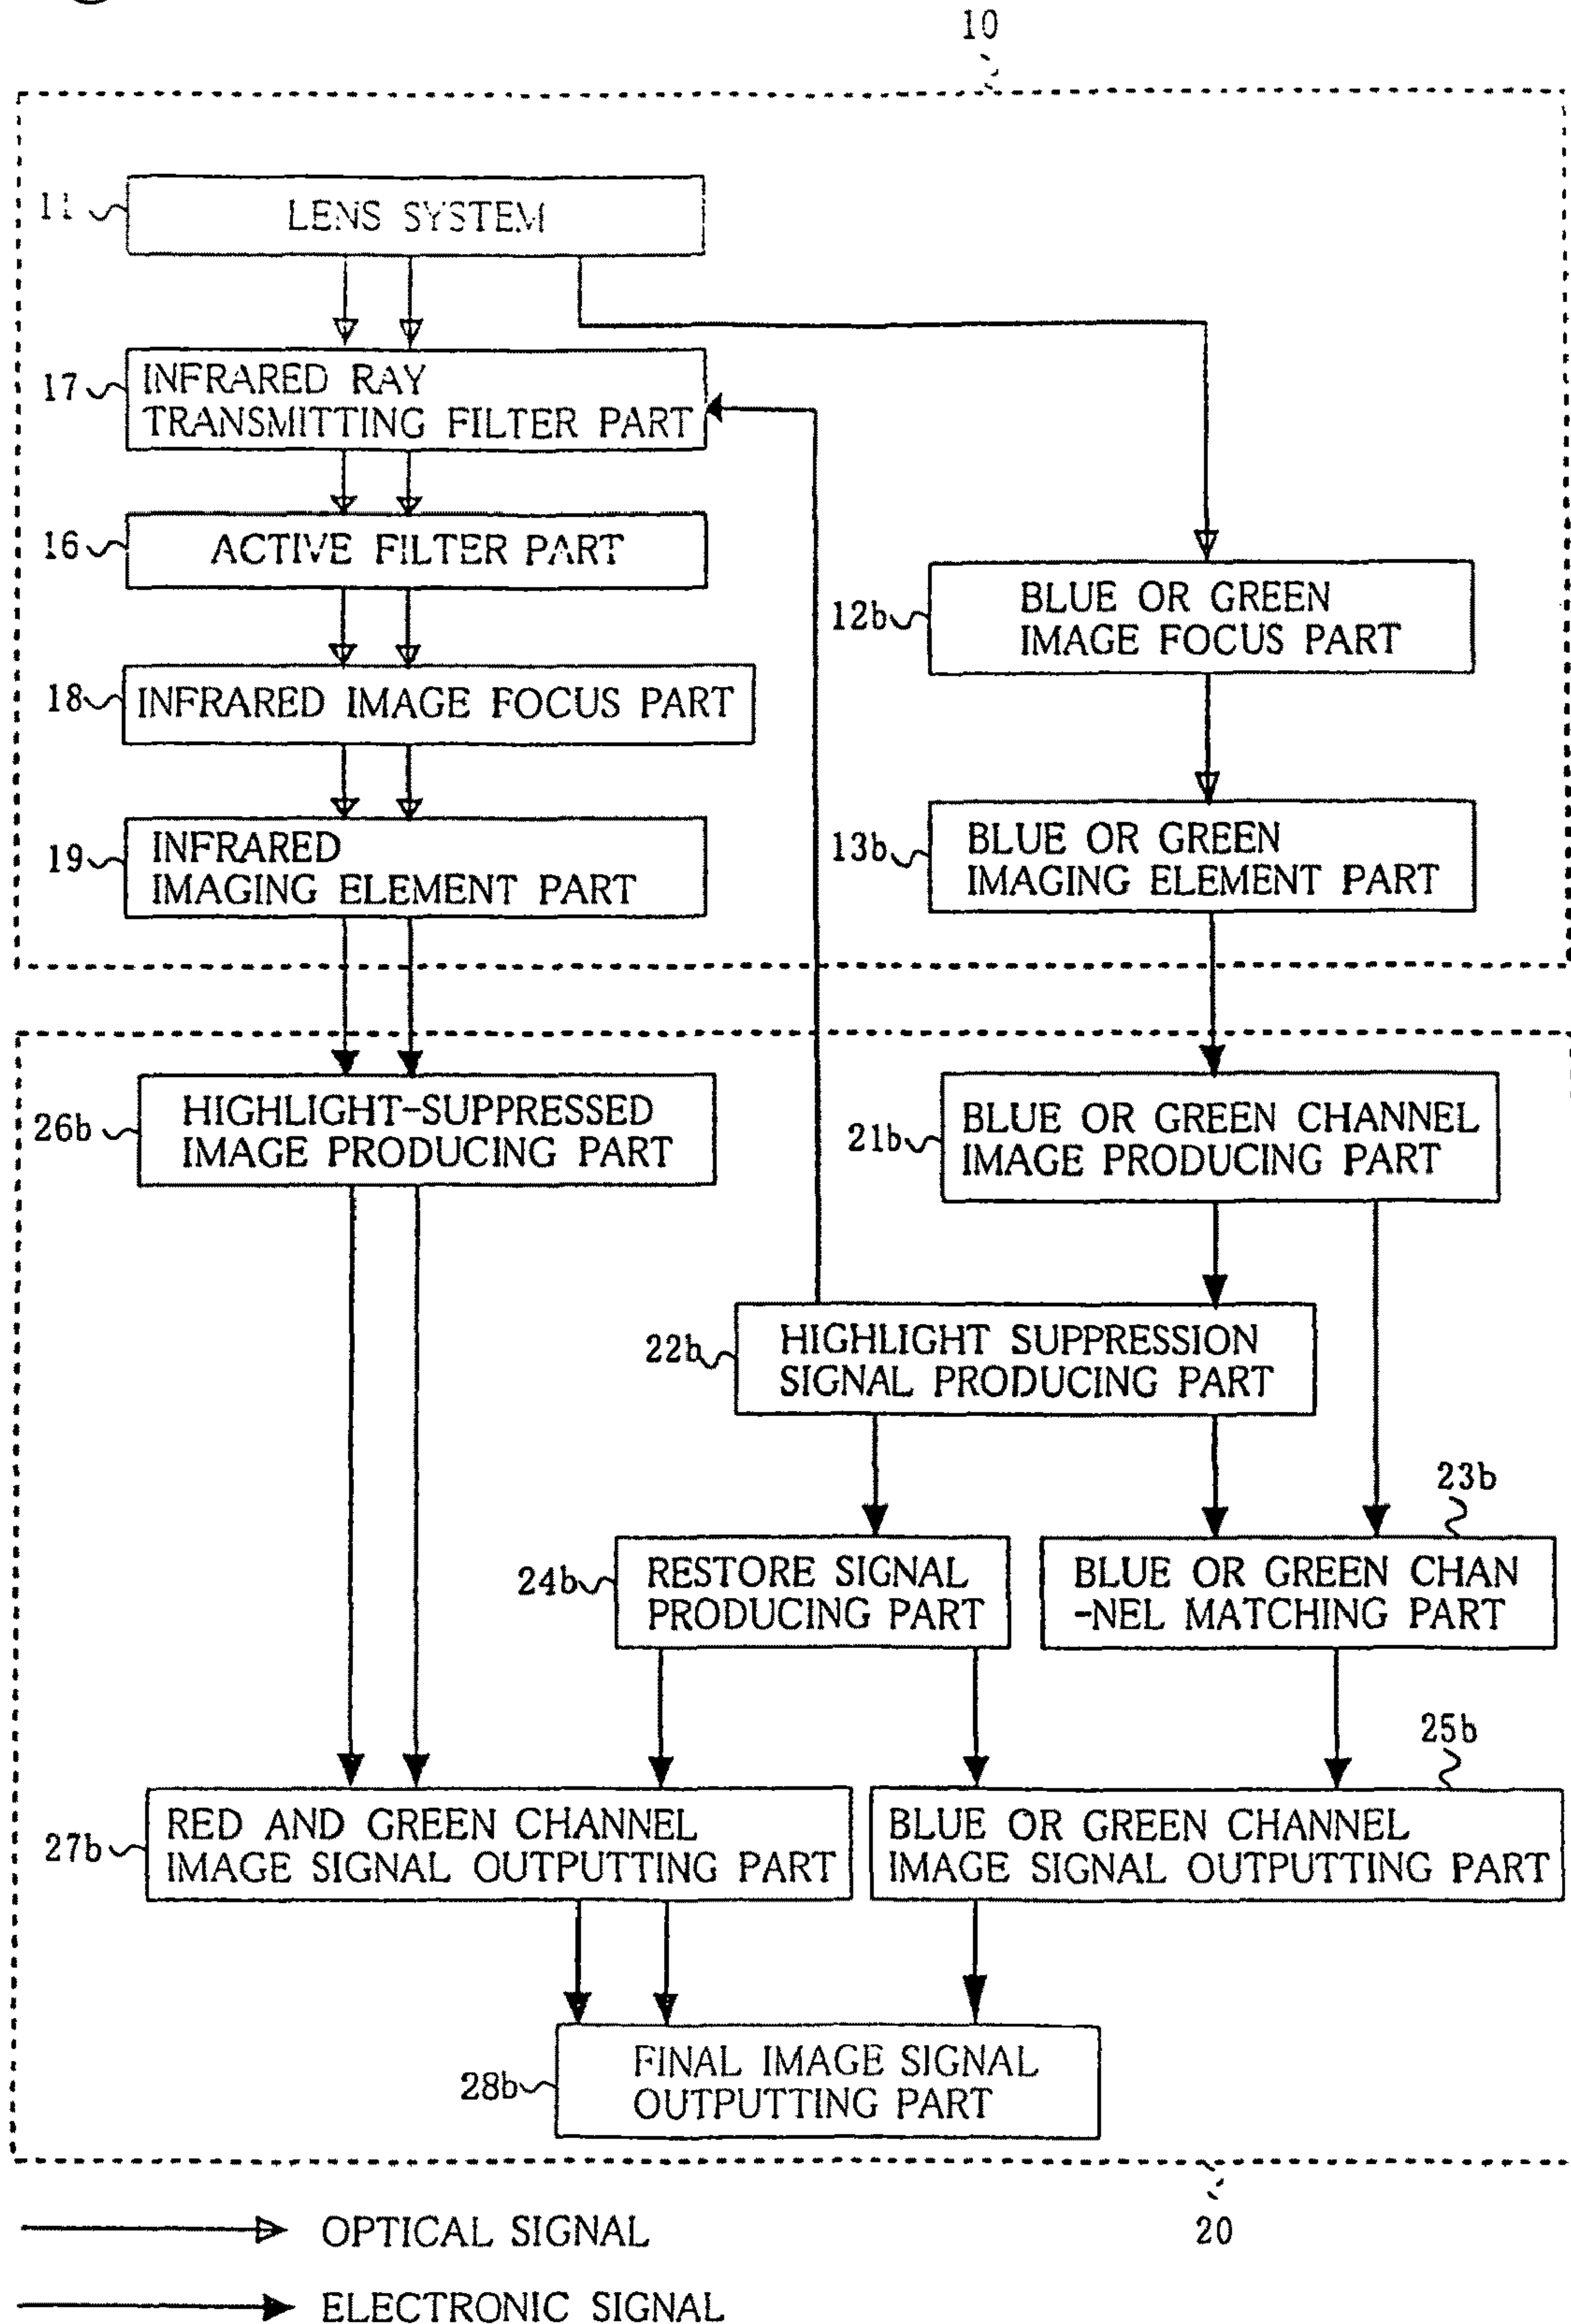 10
11
LENS SYSTEM
17
INFRARED RAY
TRANSMITTING FILTER PART
16
ACTIVE FILTER PART
12b
BLUE OR GREEN
IMAGE FOCUS PART
18
INFRARED IMAGE FOCUS PART
19
INFRARED
IMAGING ELEMENT PART
13b
BLUE OR GREEN
IMAGING ELEMENT PART
26b
HIGHLIGHT-SUPPRESSED
IMAGE PRODUCING PART
21b
BLUE OR GREEN CHANNEL
IMAGE PRODUCING PART
22b
HIGHLIGHT SUPPRESSION
SIGNAL PRODUCING PART
23b
24b
RESTORE SIGNAL
PRODUCING PART
BLUE OR GREEN CHAN
-NEL MATCHING PART
25b
27b
RED AND GREEN CHANNEL
IMAGE SIGNAL OUTPUTTING PART
BLUE OR GREEN CHANNEL
IMAGE SIGNAL OUTPUTTING PART
28b
FINAL IMAGE SIGNAL
OUTPUTTING PART
20
OPTICAL SIGNAL
ELECTRONIC SIGNAL